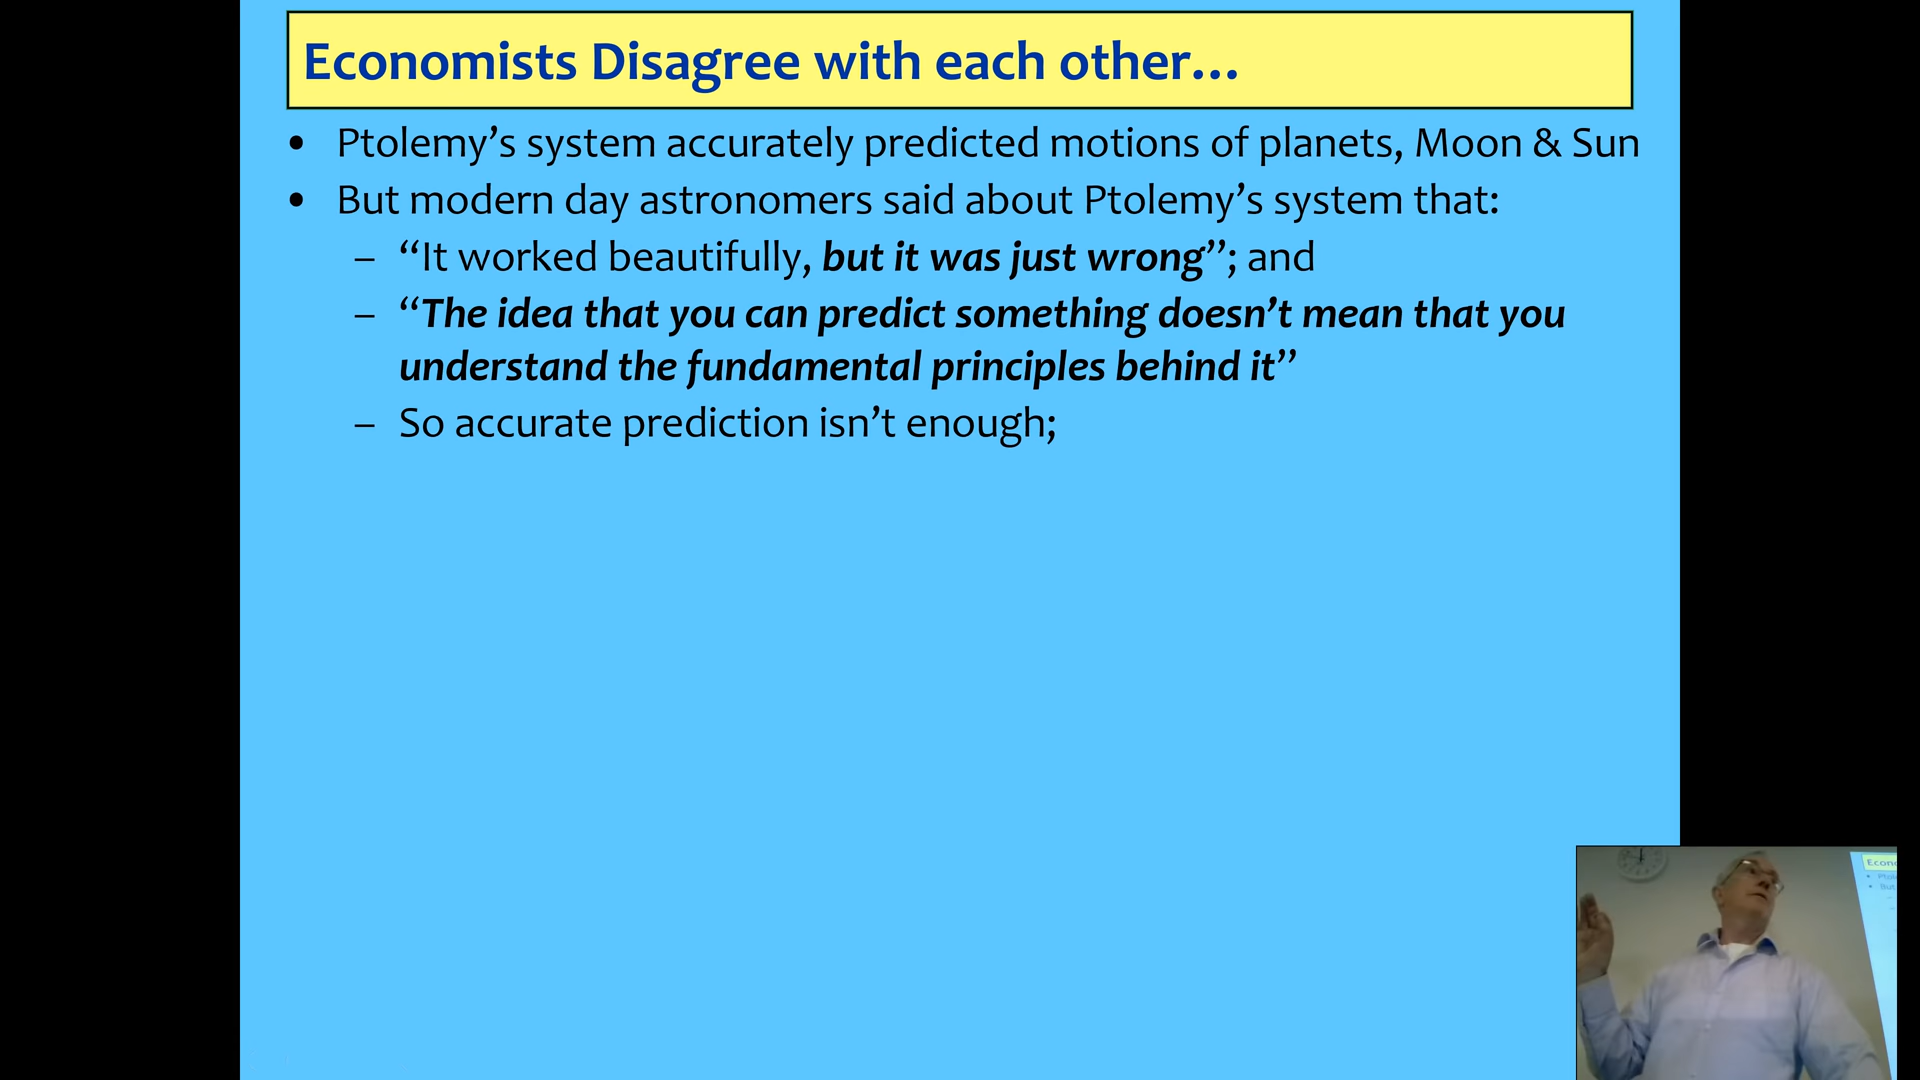 Economists Disagree with each other…
• Ptolemy’s system accurately predicted motions of planets, Moon & Sun
• But modern day astronomers said about Ptolemy’s system that:
– “It worked beautifully, but it was just wrong”; and
– “The idea that you can predict something doesn’t mean that you
understand the fundamental principles behind it”
– So accurate prediction isn’t enough;